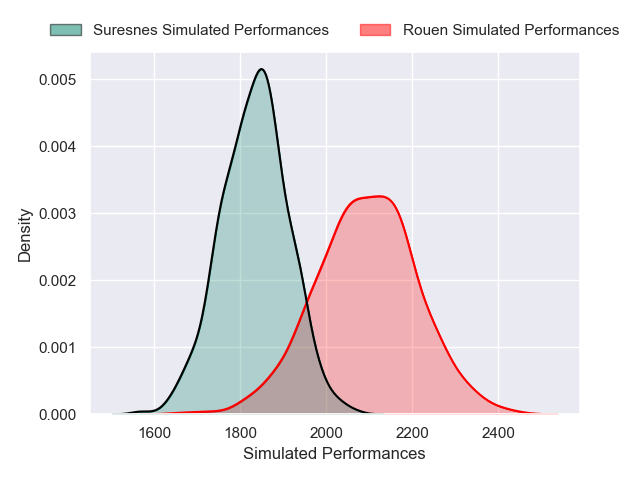 Suresnes Simulated Performances Rouen Simulated Performances
0.005
0.004
0.003
0.002
0.001
0.000
Density
1600 1800 2000 2200 2400
Simulated Performances